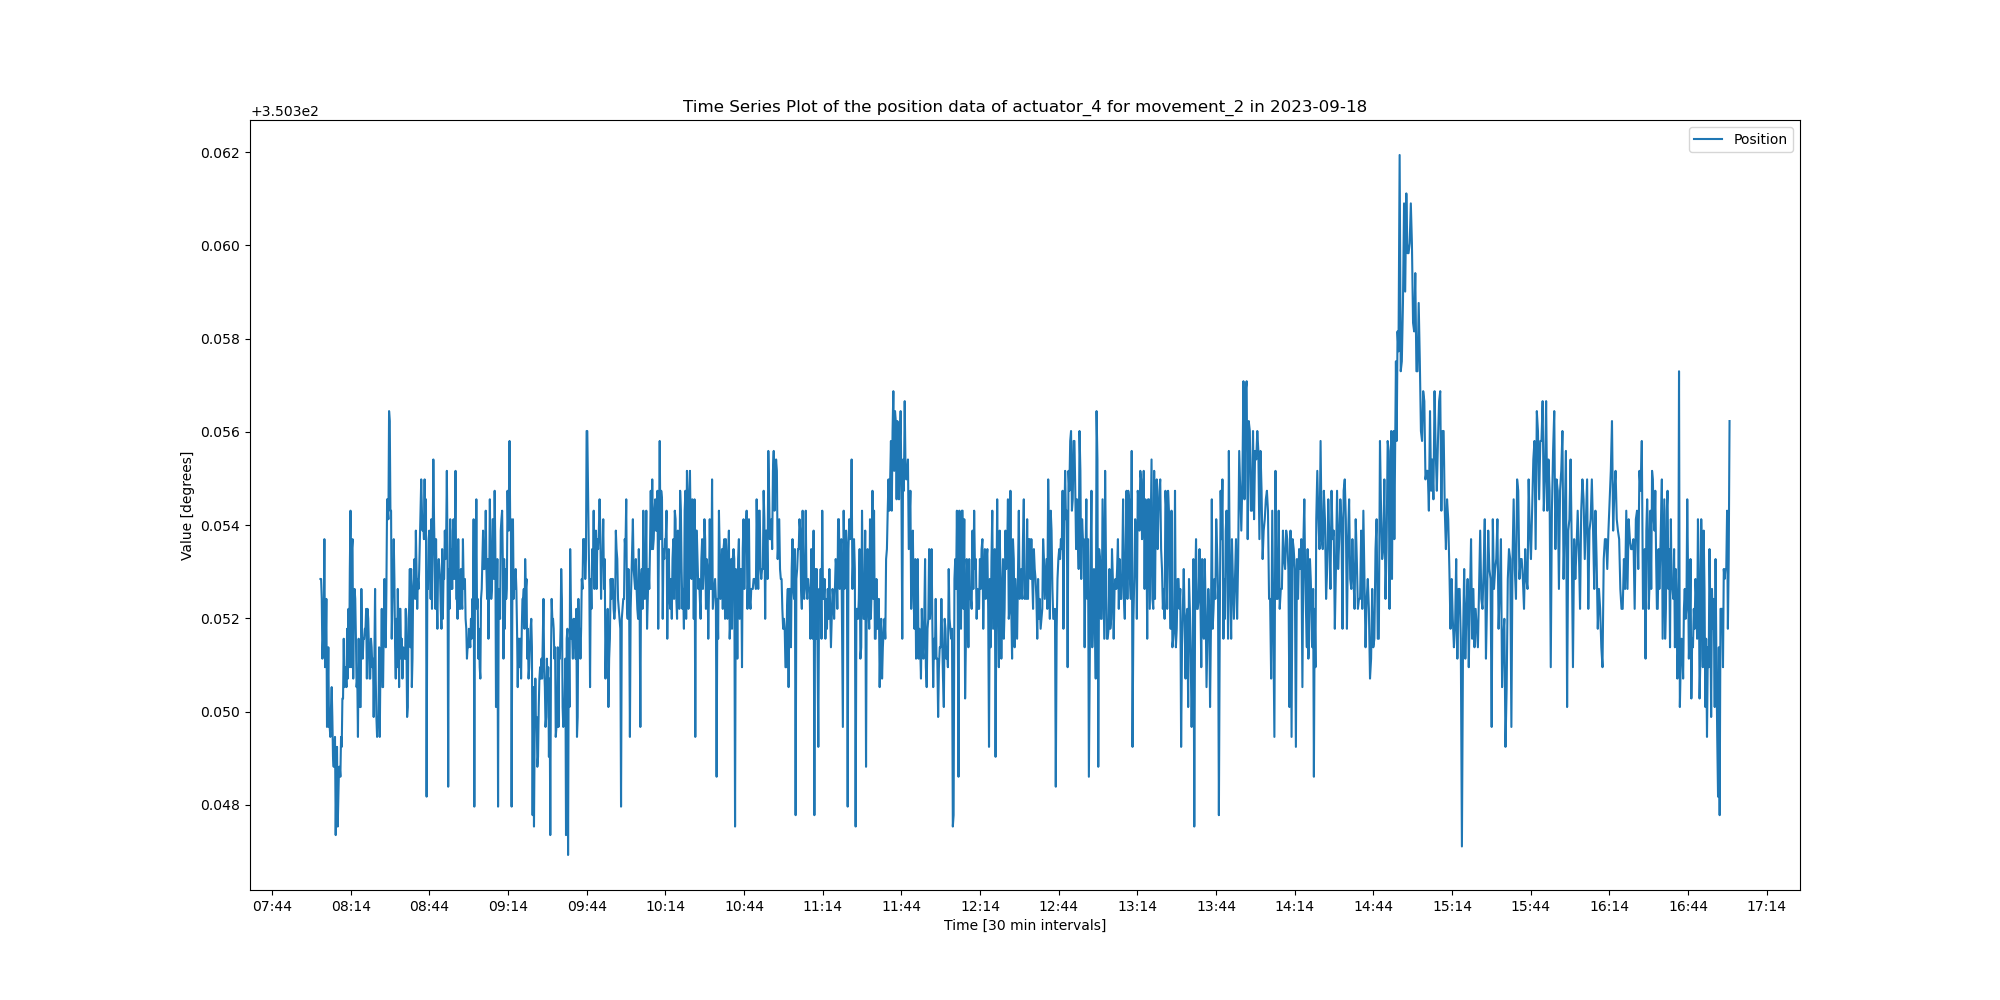 Time Series Plot of the position data of actuator_4 for movement_2 in 2023-09-18
+3.503e2
Position
0.062
0.060
0.058
0.056
0.054
0.052
0.050
0.048
Value [degrees]
07:44 08:14 08:44 09:14 09:44 10:14 10:44 11:14 11:44 12:14 12:44 13:14 13:44 14:14 14:44 15:14 15:44 16:14 16:44 17:14
Time [30 min intervals]